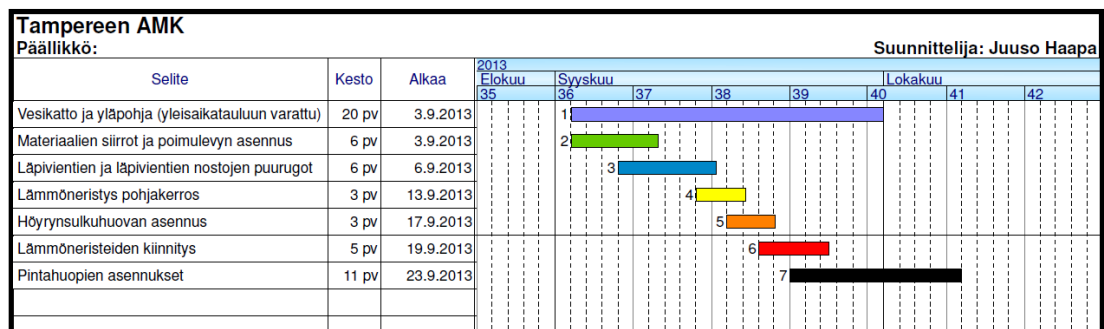 Tampereen AMK
Päällikkö: Suunnittelija: Juuso Haapa
2013
Selite Kesto Alkaa Elokuu Syyskuu Lokakuu
35 36 37 38 39 40 41 42
Vesikatto ja yläpohja (yleisaikatauluun varattu) 20 pv 3.9.2013 1
Materiaalien siirrot ja poimulevyn asennus 6 pv 3.9.2013 2
Läpivientien ja läpivientien nostojen puurugot 6 pv 6.9.2013 3
Lämmöneristys pohjakerros 3 pv 13.9.2013 4
Höyrynsulkuhuovan asennus 3 pv 17.9.2013 5
Lämmöneristeiden kiinnitys 5 pv 19.9.2013 6
Pintahuopien asennukset 11 pv 23.9.2013 7